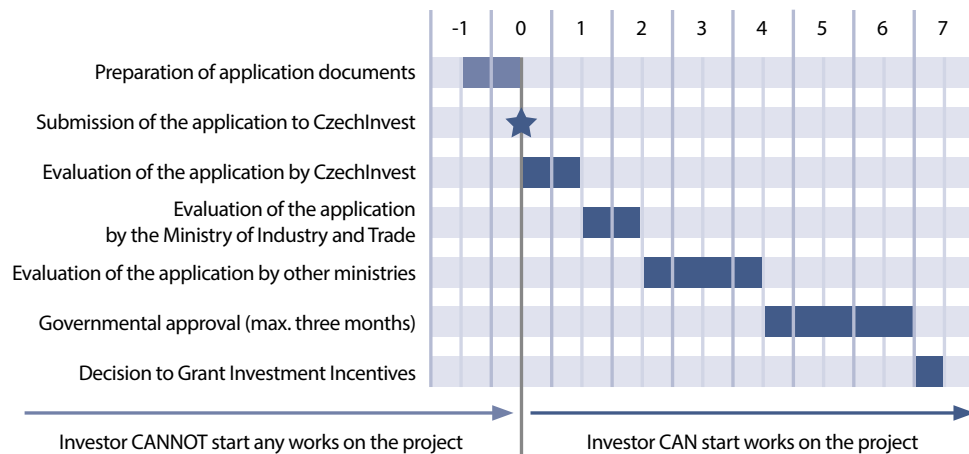 -1 0 1 2 3 4 5 6 7
Preparation of application documents
Submission of the application to CzechInvest
Evaluation of the application by CzechInvest
Evaluation of the application
by the Ministry of Industry and Trade
Evaluation of the application by other ministries
Governmental approval (max. three months)
Decision to Grant Investment Incentives
Investor CANNOT start any works on the project
Investor CAN start works on the project